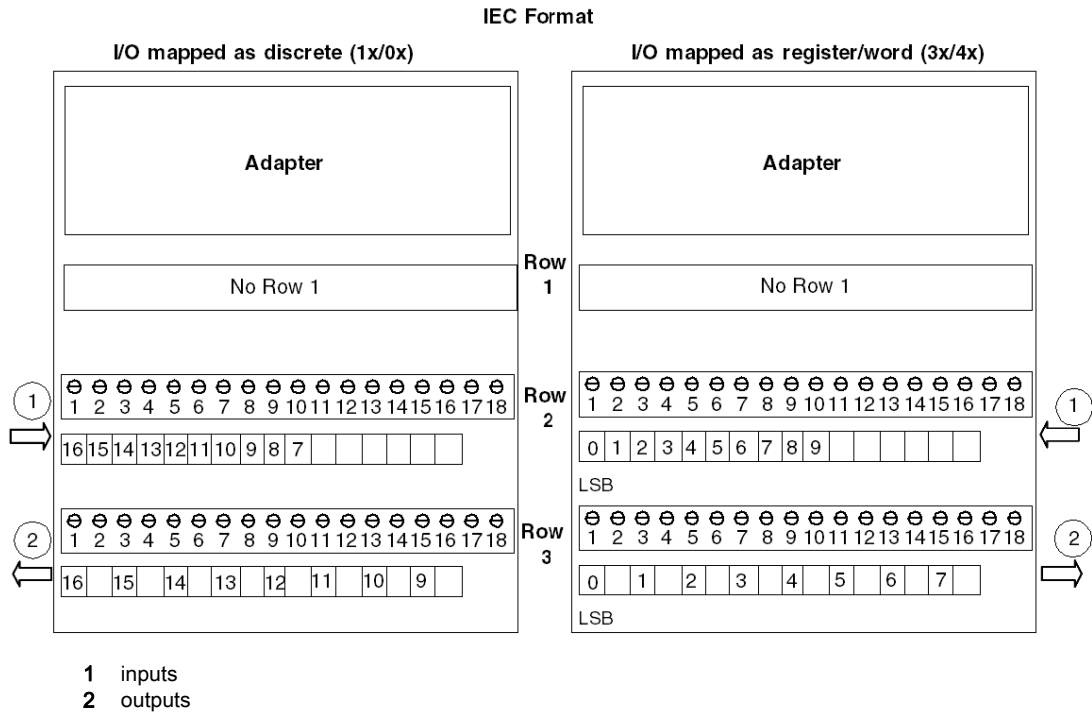 IEC Format
I/O mapped as discrete (1x/0x)
I/O mapped as register/word (3x/4x)
Adapter
Adapter
Row
1
No Row 1
No Row 1
1
1 2 3 4 5 6 7 8 9 10 11 12 13 14 15 16 17 18
Row
2
1 2 3 4 5 6 7 8 9 10 11 12 13 14 15 16 17 18
1
16 15 14 13 12 11 10 9 8 7
0 1 2 3 4 5 6 7 8 9
LSB
2
1 2 3 4 5 6 7 8 9 10 11 12 13 14 15 16 17 18
Row
3
1 2 3 4 5 6 7 8 9 10 11 12 13 14 15 16 17 18
2
16 15 14 13 12 11 10 9
0 1 2 3 4 5 6 7
LSB
1 inputs
2 outputs